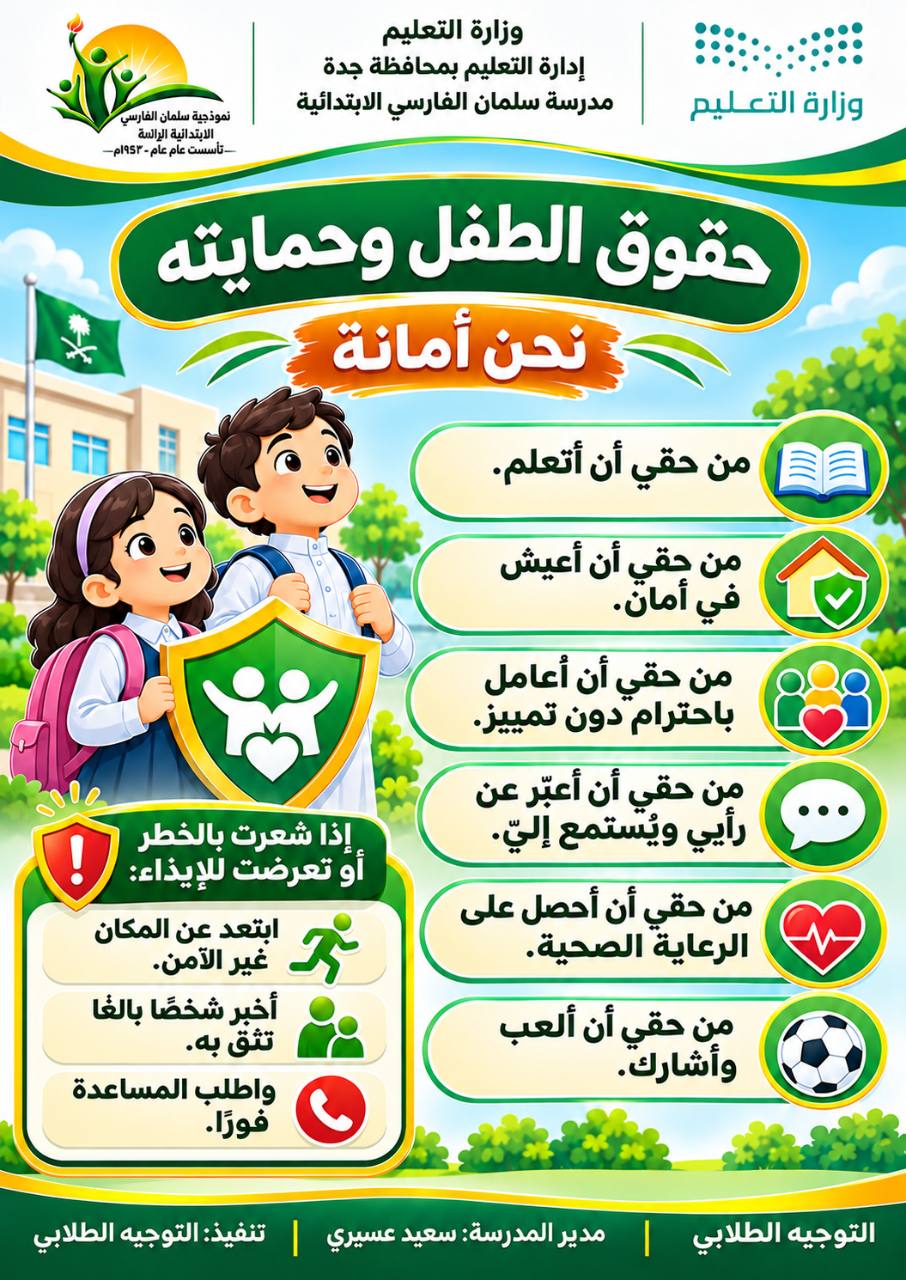 وزارة التعليم
إدارة التعليم بمحافظة جدة
مدرسة سلمان الفارسي الابتدائية
وزارة التعـليم
نموذجية سلمان الفارسي
الابتدائية الرائسة
تأسست عام عام - ١٩٥٣م
حقوق الطفل وحمايته
نحن أمانة
من حقي أن أتعلم.
من حقي أن أعيش
في أمان.
من حقي أن أُعامل
باحترام دون تمييز.
من حقي أن أعبّر عن
رأيي ويُستمع إليّ.
من حقي أن أحصل على
الرعاية الصحية.
من حقي أن ألعب
وأشارك.
إذا شعرت بالخطر
أو تعرضت للإيذاء:
ابتعد عن المكان
غير الآمن.
أخبر شخصًا بالغًا
تثق به.
واطلب المساعدة
فورًا.
التوجيه الطلابي
مدير المدرسة: سعيد عسيري
تنفيذ: التوجيه الطلابي